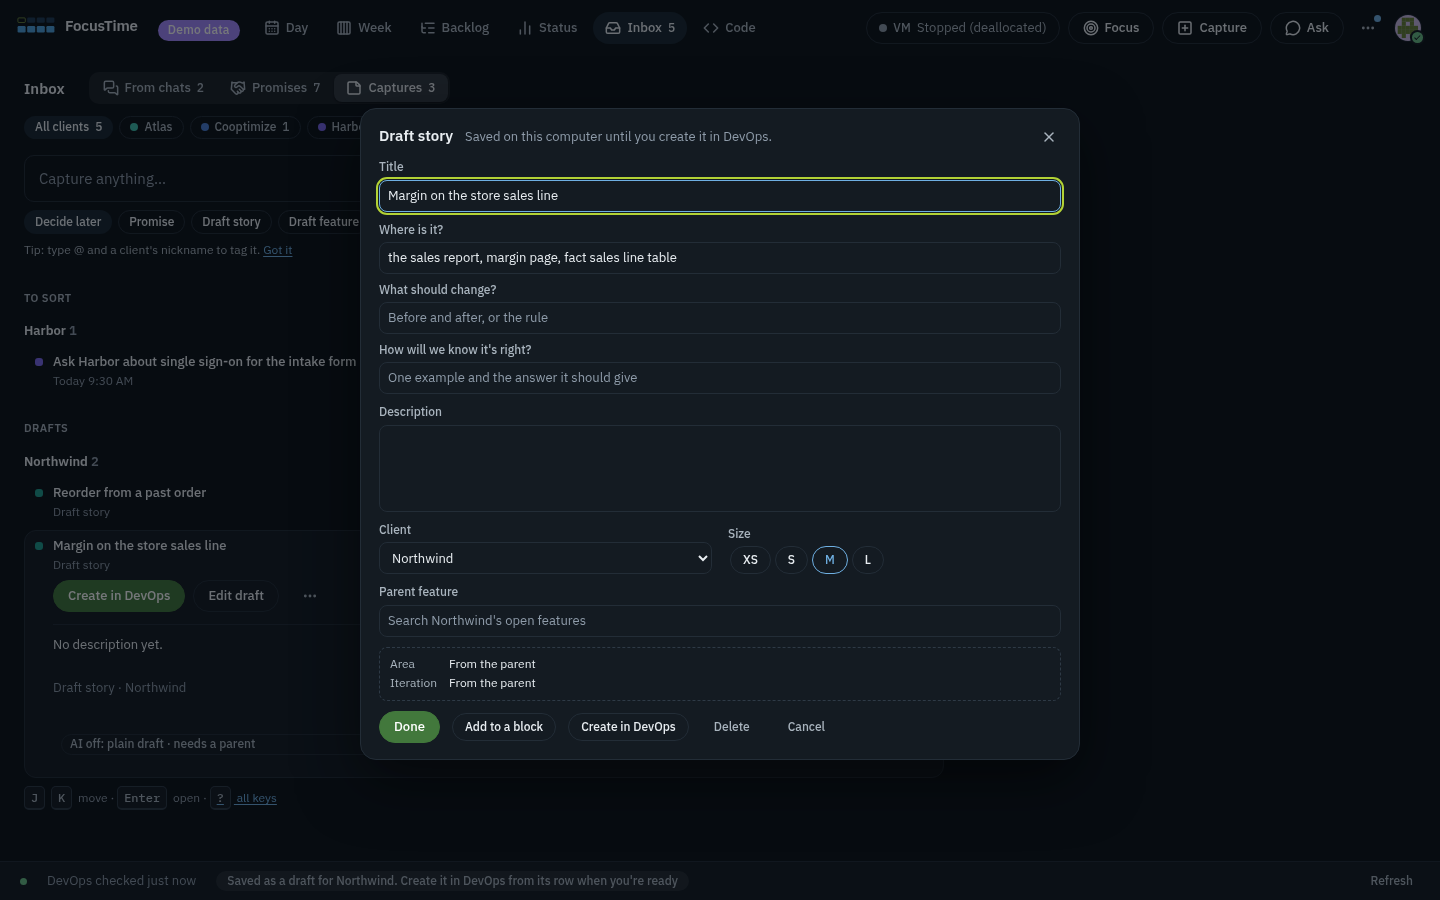 FocusTime
Demo data
Day
Week
Backlog
Status
Inbox 5
Code
VM Stopped (deallocated)
Focus
Capture
Ask
Inbox
From chats 2
Promises 7
Captures 3
All clients 5
Atlas
Cooptimize 1
Capture anything...
Decide later
Promise
Draft story
Draft feature
Tip: type @ and a client's nickname to tag it. Got it
TO SORT
Harbor 1
Ask Harbor about single sign-on for the intake form
Today 9:30 AM
DRAFTS
Northwind 2
Reorder from a past order
Draft story
Margin on the store sales line
Draft story
Create in DevOps
Edit draft
No description yet.
Draft story · Northwind
AI off: plain draft · needs a parent
J K move · Enter open · ? all keys
Draft story Saved on this computer until you create it in DevOps.
Title
Margin on the store sales line
Where is it?
the sales report, margin page, fact sales line table
What should change?
Before and after, or the rule
How will we know it's right?
One example and the answer it should give
Description
Client
Northwind
Size
XS
S
M
L
Parent feature
Search Northwind's open features
Area From the parent
Iteration From the parent
Done
Add to a block
Create in DevOps
Delete
Cancel
DevOps checked just now
Saved as a draft for Northwind. Create it in DevOps from its row when you're ready
Refresh